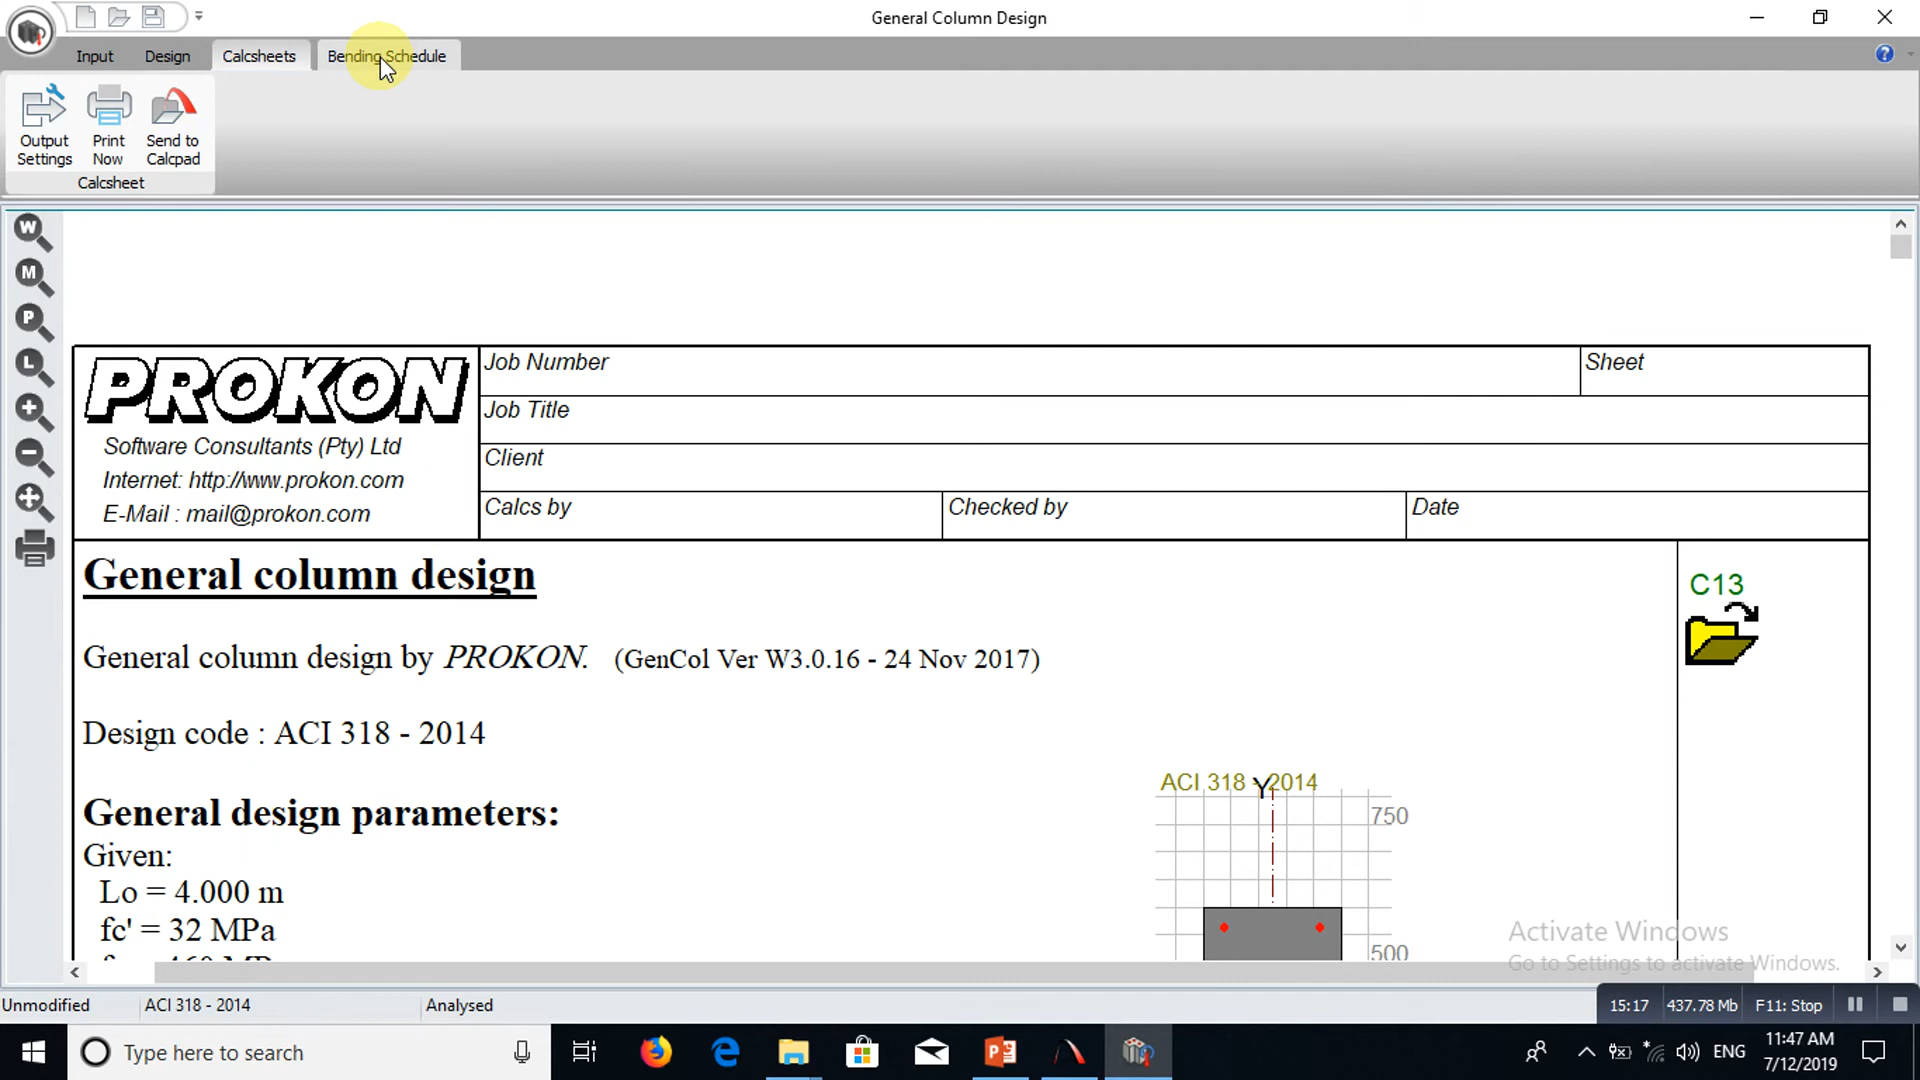 General Column Design
Input
Design
Calcsheets
Bending Schedule
Output
Settings
Print
Now
Send to
Calcpad
Calcsheet
W
M
P
L
PROKON
Software Consultants (Pty) Ltd
Internet: http://www.prokon.com
E-Mail : mail@prokon.com
Job Number
Sheet
Job Title
Client
Calcs by
Checked by
Date
General column design
C13
General column design by PROKON. (GenCol Ver W3.0.16 - 24 Nov 2017)
Design code : ACI 318 - 2014
ACI 318 - 2014
Y
750
General design parameters:
Given:
Lo = 4.000 m
fc' = 32 MPa
500
Activate Windows
Go to Settings to activate Windows.
Unmodified
ACI 318 - 2014
Analysed
15:17
437.78 Mb
F11: Stop
Type here to search
ENG
11:47 AM
7/12/2019